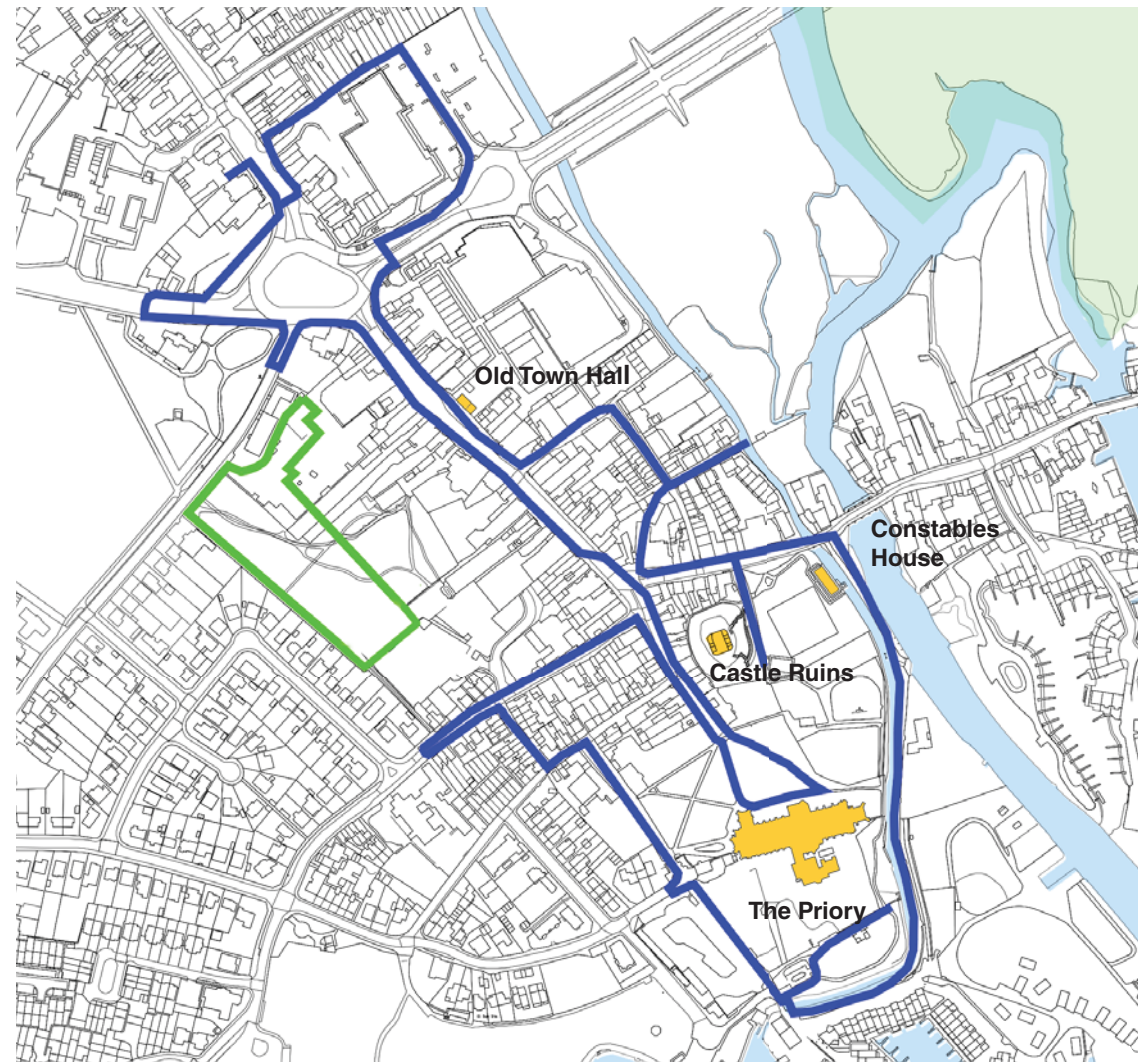 Old Town Hall
Constables
House
Castle Ruins
The Priory